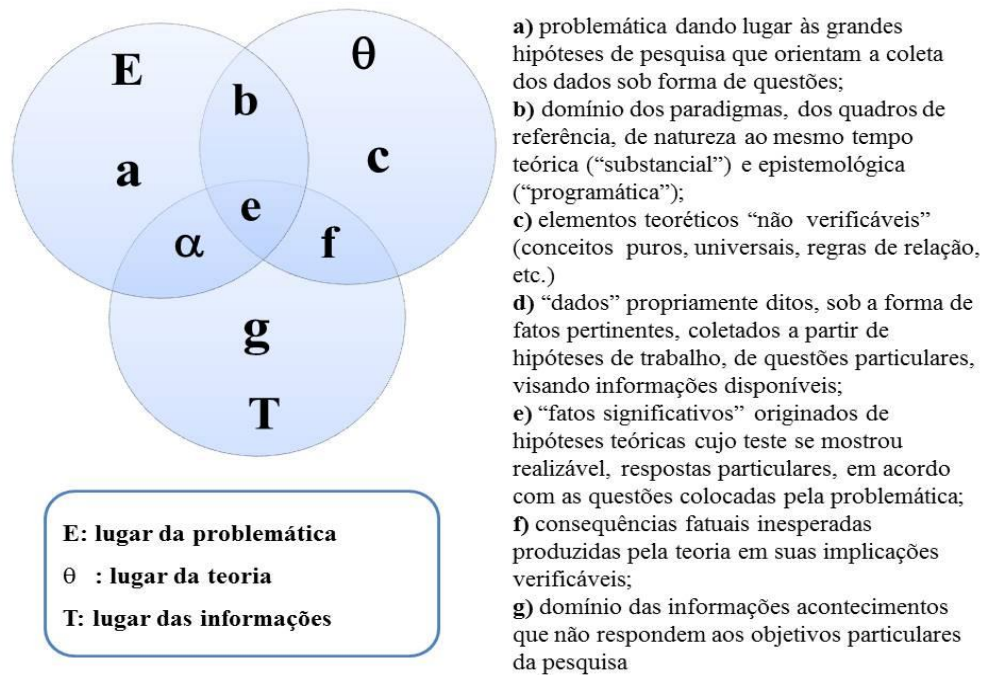 E
θ
b
a
c
e
α
f
g
T
E: lugar da problemática
θ : lugar da teoria
T: lugar das informações
a) problemática dando lugar às grandes
hipóteses de pesquisa que orientam a coleta
dos dados sob forma de questões;
b) domínio dos paradigmas, dos quadros de
referência, de natureza ao mesmo tempo
teórica (“substancial”) e epistemológica
(“programática”);
c) elementos teoréticos “não verificáveis”
(conceitos puros, universais, regras de relação,
etc.)
d) “dados” propriamente ditos, sob a forma de
fatos pertinentes, coletados a partir de
hipóteses de trabalho, de questões particulares,
visando informações disponíveis;
e) “fatos significativos” originados de
hipóteses teóricas cujo teste se mostrou
realizável, respostas particulares, em acordo
com as questões colocadas pela problemática;
f) consequências fatuais inesperadas
produzidas pela teoria em suas implicações
verificáveis;
g) domínio das informações acontecimentos
que não respondem aos objetivos particulares
da pesquisa